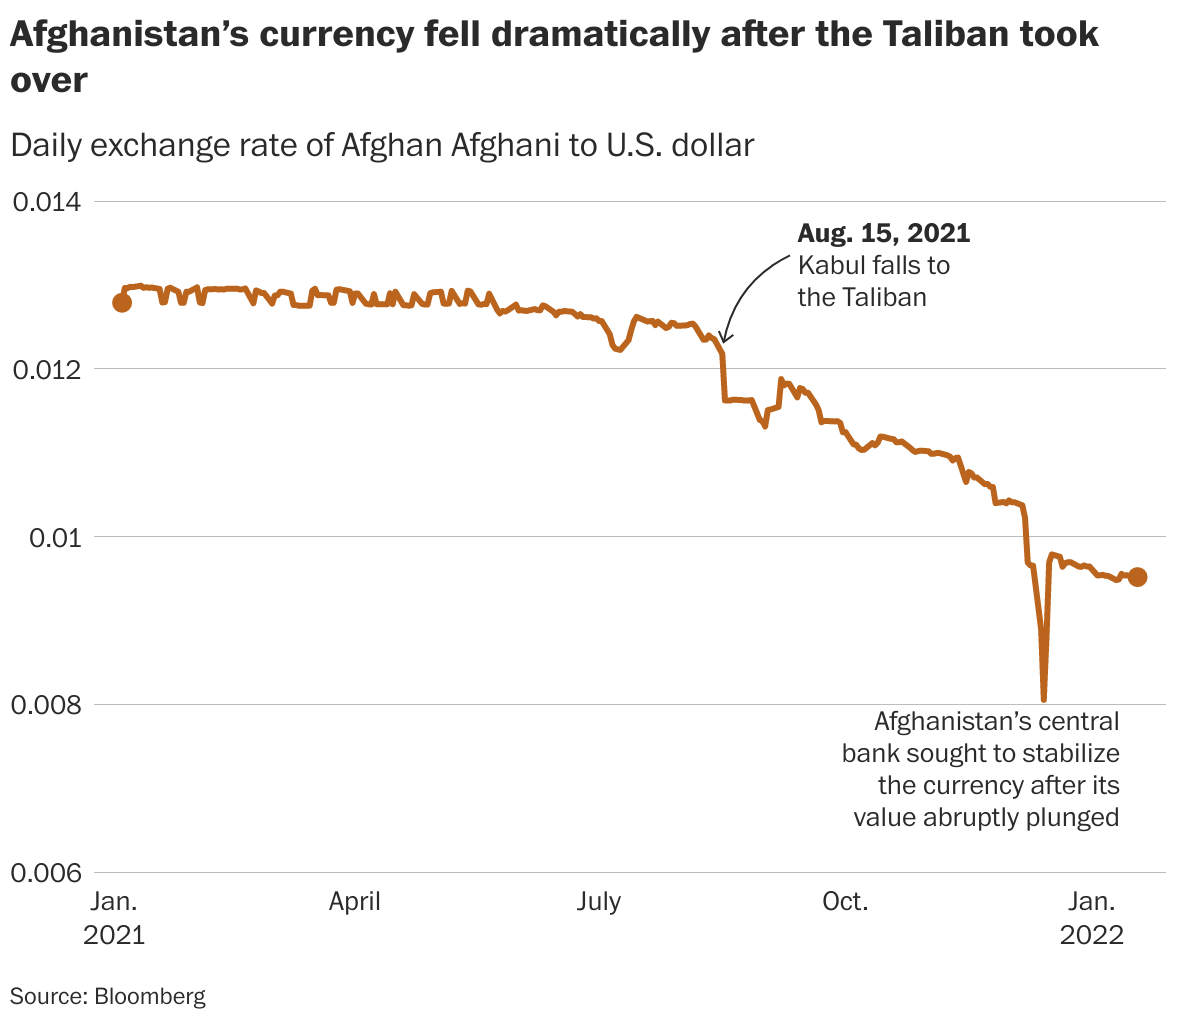 Afghanistan’s currency fell dramatically after the Taliban took
over
Daily exchange rate of Afghan Afghani to U.S. dollar
0.014
Aug. 15, 2021
Kabul falls to
the Taliban
0.012
0.01
0.008
Afghanistan’s central
bank sought to stabilize
the currency after its
value abruptly plunged
0.006
Jan. April July Oct. Jan.
2021 2022
Source: Bloomberg